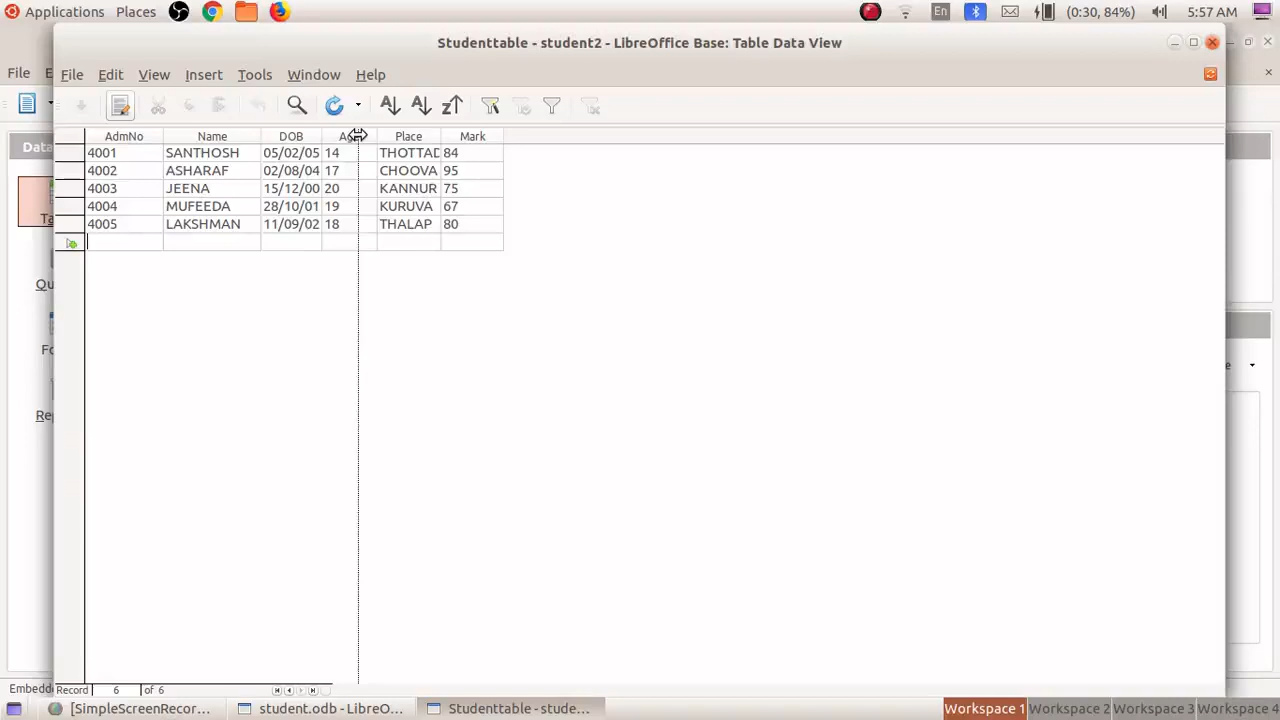 Applications Places En (0:30, 84%) 5:57 AM
Studenttable - student2 - LibreOffice Base: Table Data View
File
File Edit View Insert Tools Window Help
Data
AdmNo Name DOB Place Mark
4001 SANTHOSH 05/02/05 14 THOTTAD 84
4002 ASHARAF 02/08/04 17 CHOOVA 95
4003 JEENA 15/12/00 20 KANNUR 75
4004 MUFEEDA 28/10/01 19 KURUVA 67
4005 LAKSHMAN 11/09/02 18 THALAP 80
Embedde
Record 6 of 6
[SimpleScreenRecor... student.odb - LibreO... Studenttable - stude... Workspace 1 Workspace 2 Workspace 3 Workspace 4